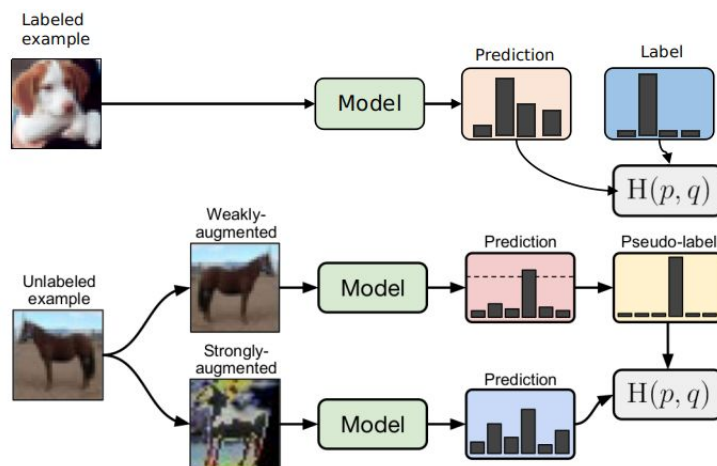 Labeled
example
Model
Prediction
Label
H(p, q)
Unlabeled
example
Weakly-
augmented
Model
Prediction
Pseudo-label
Strongly-
augmented
Model
Prediction
H(p, q)